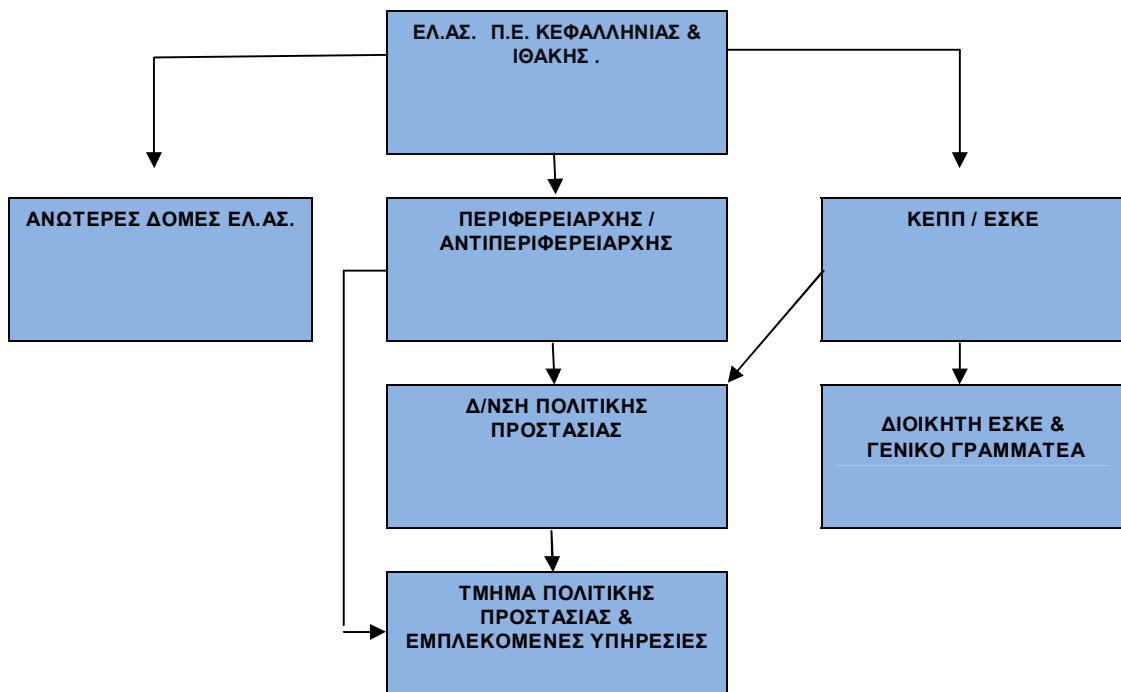 ΕΛ.ΑΣ. Π.Ε. ΚΕΦΑΛΛΗΝΙΑΣ &
ΙΘΑΚΗΣ .
ΑΝΩΤΕΡΕΣ ΔΟΜΕΣ ΕΛ.ΑΣ.
ΠΕΡΙΦΕΡΕΙΑΡΧΗΣ /
ΑΝΤΙΠΕΡΙΦΕΡΕΙΑΡΧΗΣ
ΚΕΠΠ / ΕΣΚΕ
Δ/ΝΣΗ ΠΟΛΙΤΙΚΗΣ
ΠΡΟΣΤΑΣΙΑΣ
ΔΙΟΙΚΗΤΗ ΕΣΚΕ &
ΓΕΝΙΚΟ ΓΡΑΜΜΑΤΕΑ
ΤΜΗΜΑ ΠΟΛΙΤΙΚΗΣ
ΠΡΟΣΤΑΣΙΑΣ &
ΕΜΠΛΕΚΟΜΕΝΕΣ ΥΠΗΡΕΣΙΕΣ